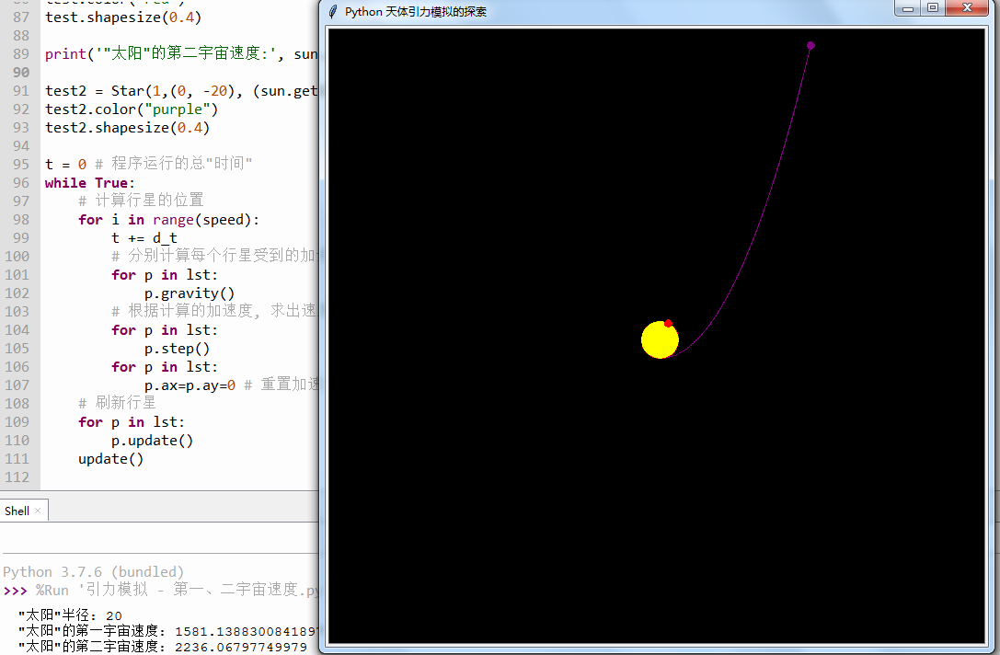 87 test.shapesize(0.4)
88
89 print('"太阳"的第二宇宙速度:', sun
90
91 test2 = Star(1,(0, -20), (sun.get
92 test2.color("purple")
93 test2.shapesize(0.4)
94
95 t = 0 # 程序运行的总"时间"
96 while True:
97 # 计算行星的位置
98 for i in range(speed):
99 t += d_t
100 # 分别计算每个行星受到的加
101 for p in lst:
102 p.gravity()
103 # 根据计算的加速度, 求出速
104 for p in lst:
105 p.step()
106 for p in lst:
107 p.ax=p.ay=0 # 重置加速
108 # 刷新行星
109 for p in lst:
110 p.update()
111 update()
112
Python 天体引力模拟的探索
Shell ×
Python 3.7.6 (bundled)
>>> %Run '引力模拟 - 第一、二宇宙速度.py
"太阳"半径: 20
"太阳"的第一宇宙速度: 1581.138830084189
"太阳"的第二宇宙速度: 2236.06797749979